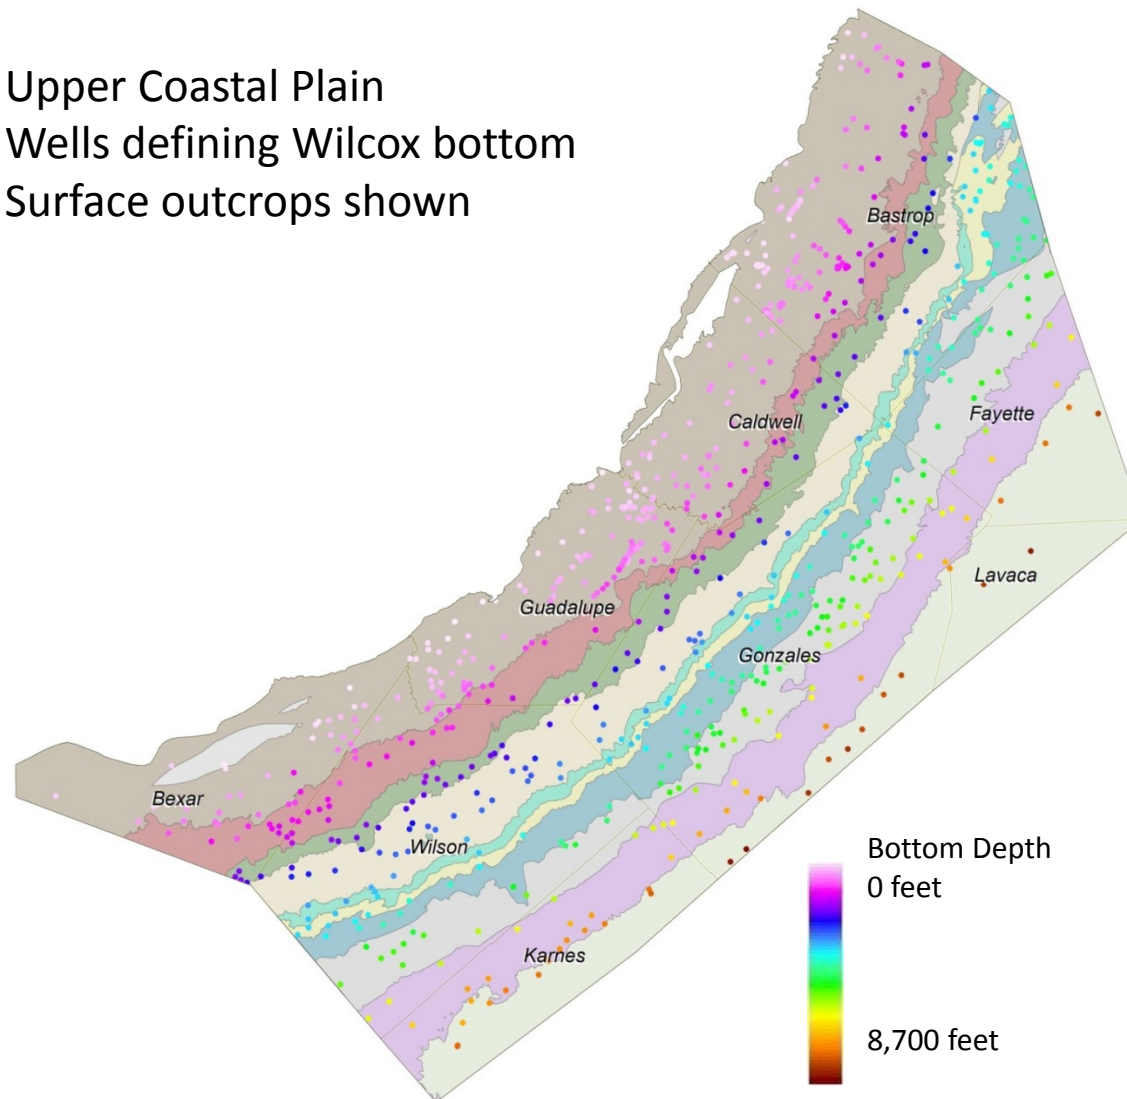 Upper Coastal Plain
Wells defining Wilcox bottom
Surface outcrops shown
Bastrop
Caldwell
Fayette
Lavaca
Guadalupe
Gonzales
Bexar
Wilson
Karnes
Bottom Depth
0 feet
8,700 feet